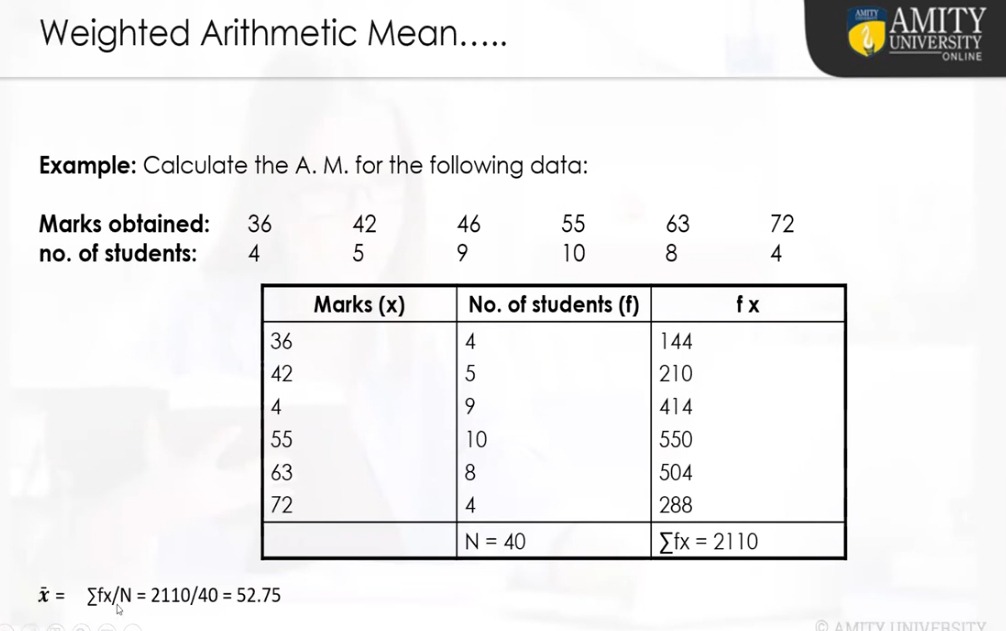 Weighted Arithmetic Mean.....
AMITY
AMITY
UNIVERSITY
ONLINE
Example: Calculate the A. M. for the following data:
Marks obtained: 36 42 46 55 63 72
no. of students: 4 5 9 10 8 4
Marks (x) No. of students (f) f x
36 4 144
42 5 210
4 9 414
55 10 550
63 8 504
72 4 288
N = 40 ∑fx = 2110
x̄ = ∑fx/N = 2110/40 = 52.75
© AMITY UNIVERSITY